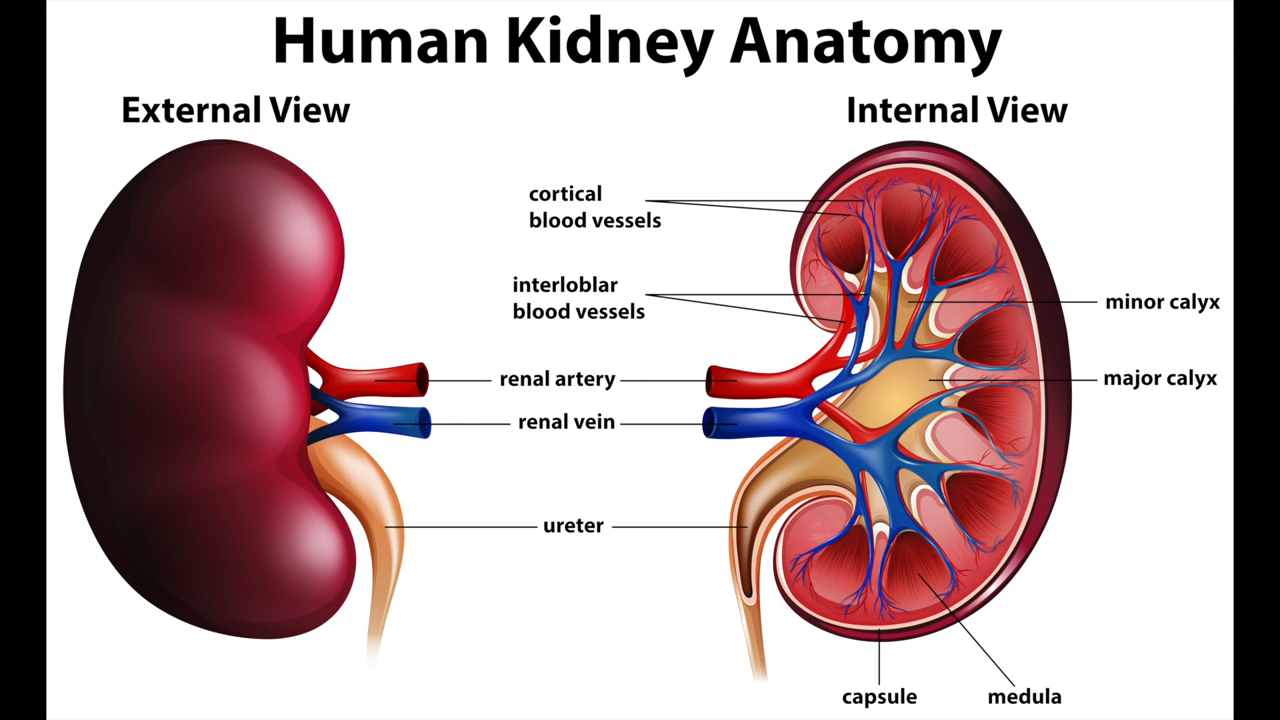 Human Kidney Anatomy
External View
Internal View
cortical
blood vessels
interloblar
blood vessels
minor calyx
renal artery
major calyx
renal vein
ureter
capsule
medula